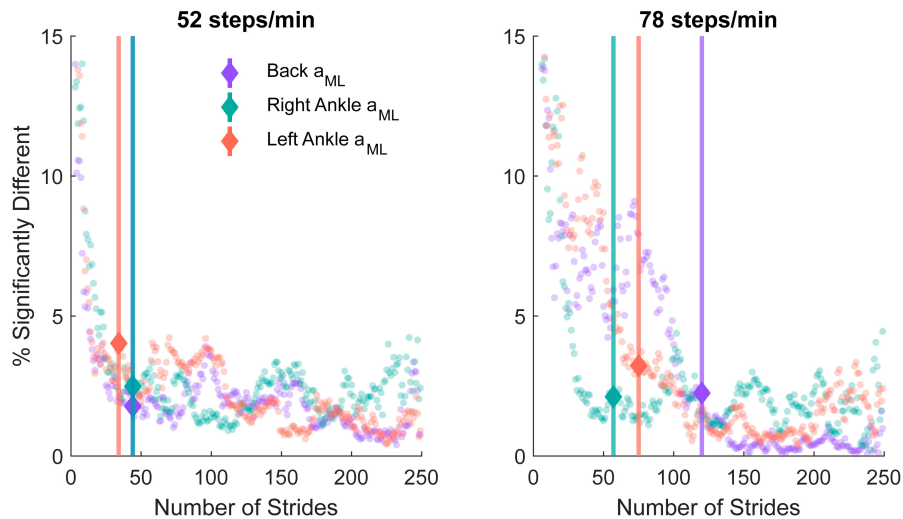 52 steps/min
78 steps/min
15
10
5
0
% Significantly Different
Back a_ML
Right Ankle a_ML
Left Ankle a_ML
0 50 100 150 200 250
Number of Strides
15
10
5
0
0 50 100 150 200 250
Number of Strides